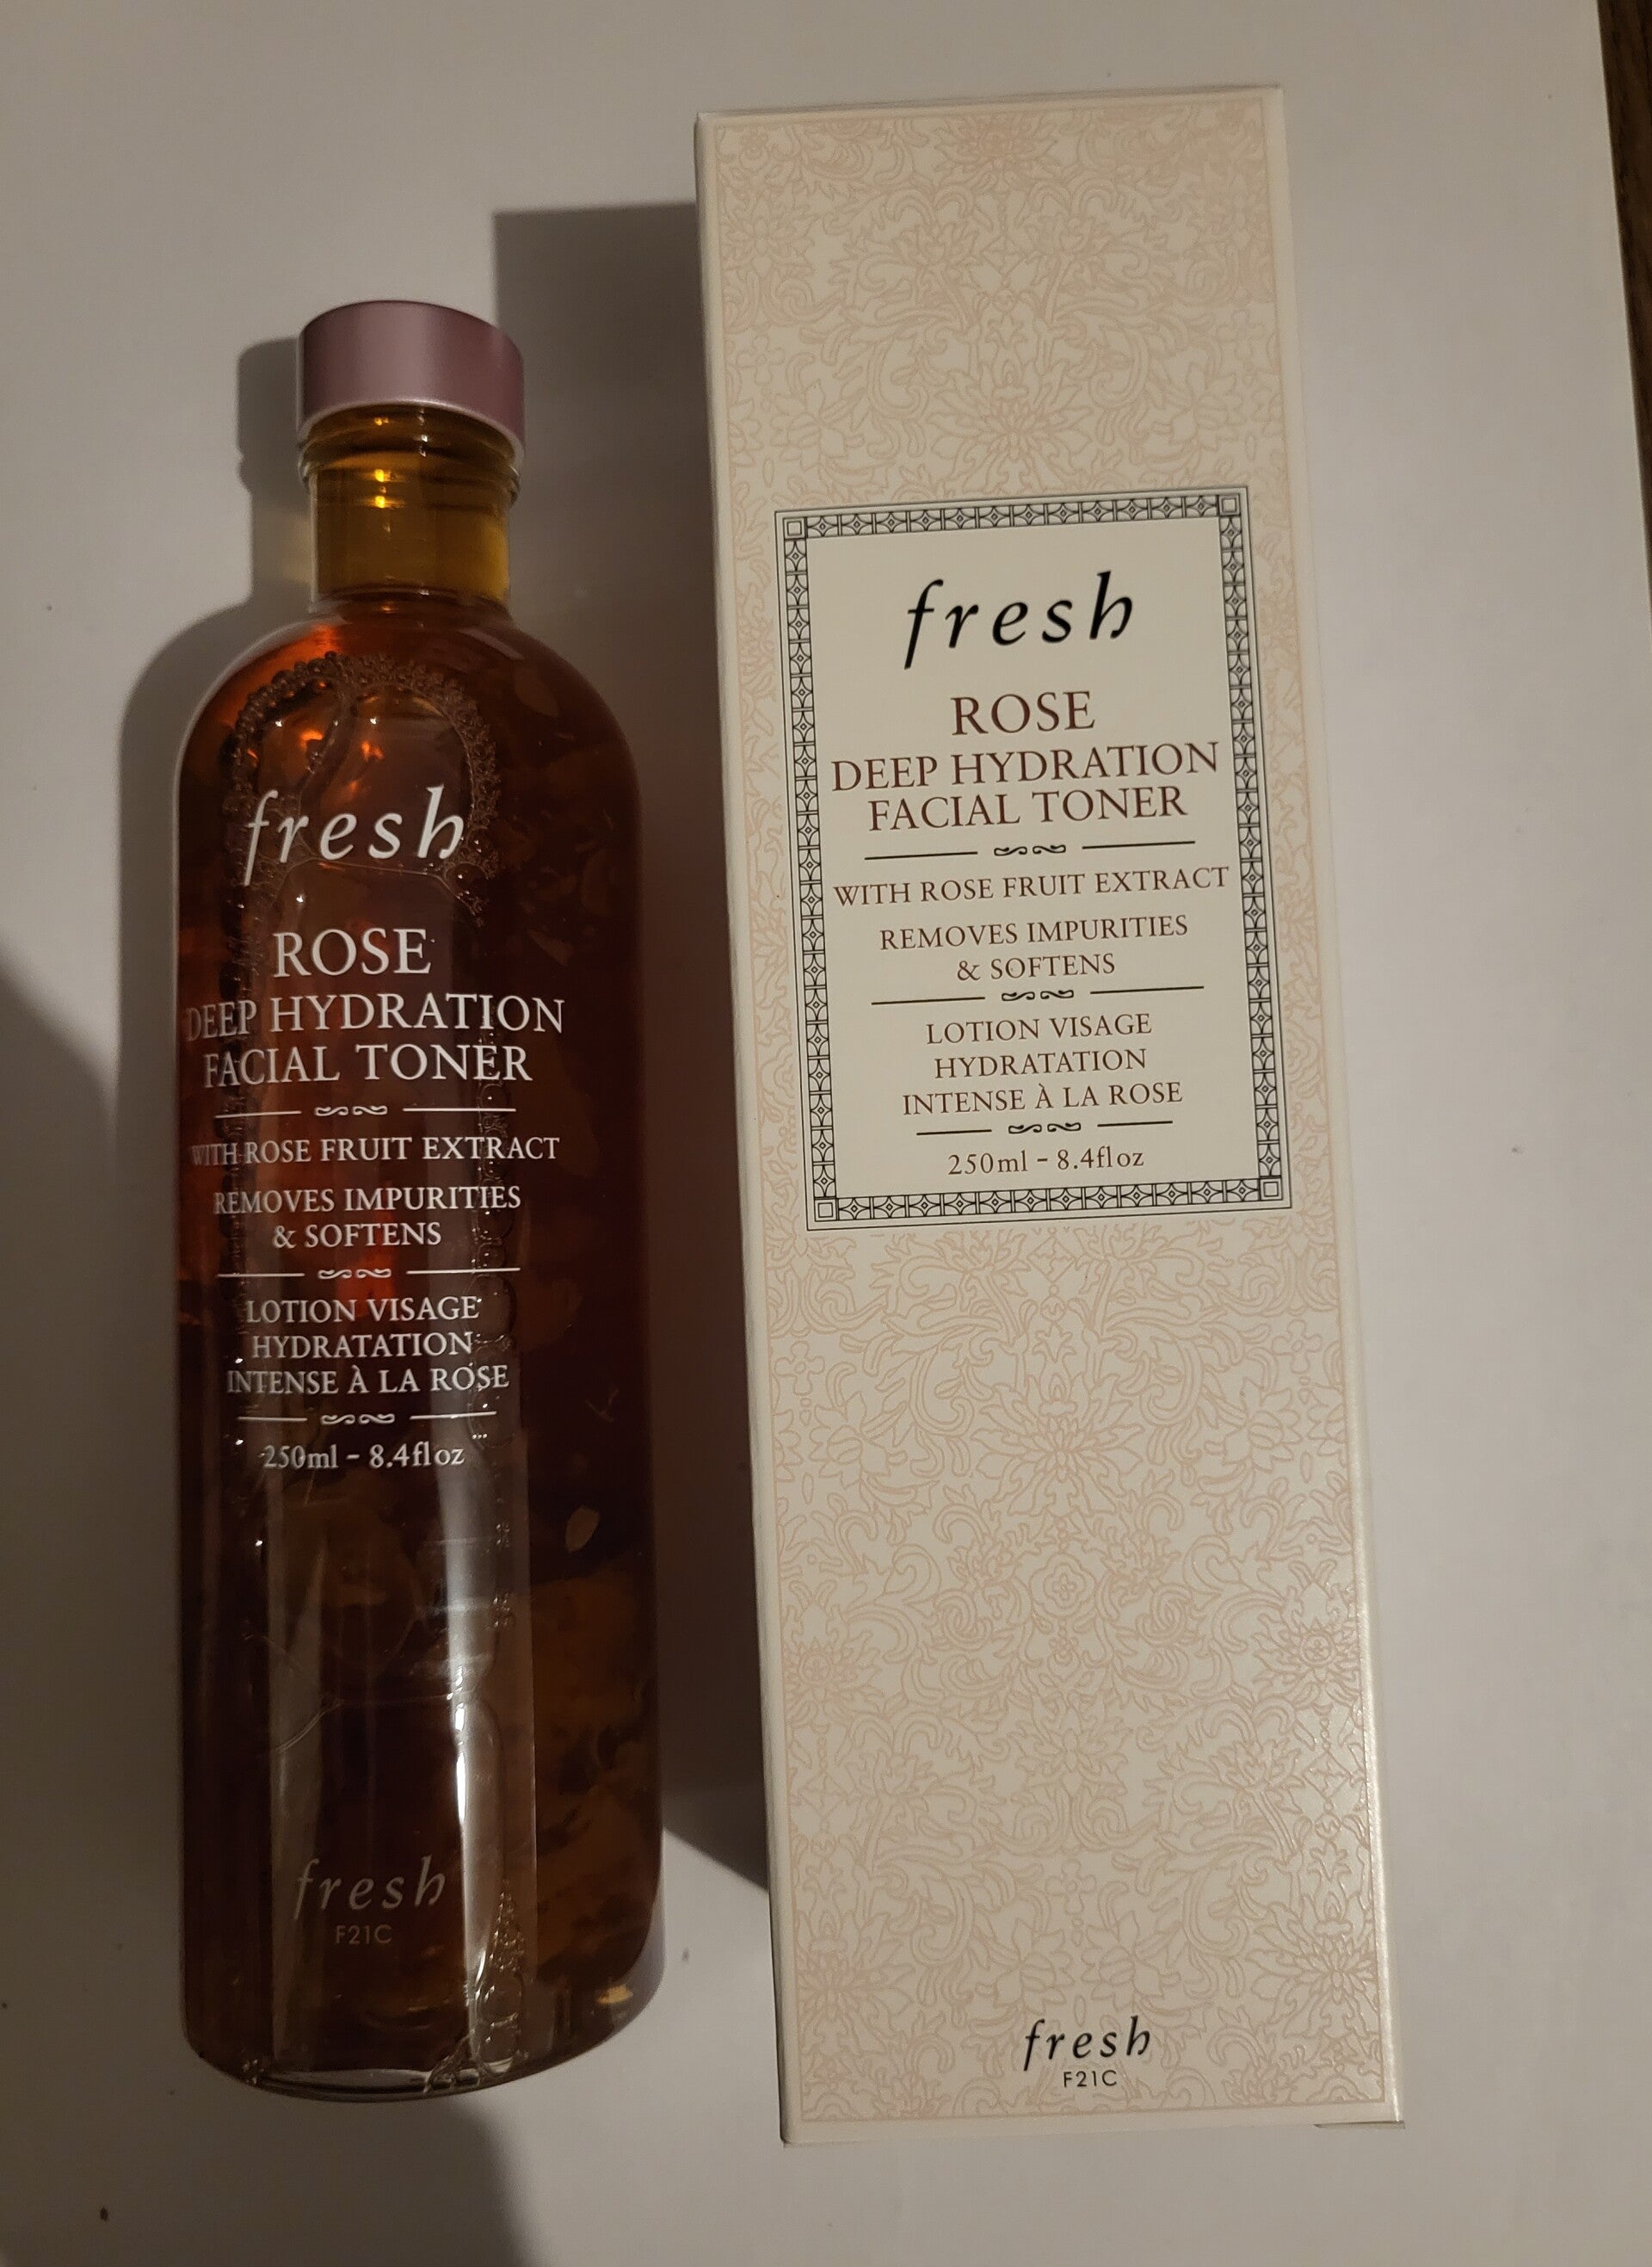 fresh
ROSE
DEEP HYDRATION
FACIAL TONER
WITH ROSE FRUIT EXTRACT
REMOVES IMPURITIES
& SOFTENS
LOTION VISAGE
HYDRATATION
INTENSE À LA ROSE
250ml - 8.4fl oz
fresh
F21C
fresh
ROSE
DEEP HYDRATION
FACIAL TONER
WITH ROSE FRUIT EXTRACT
REMOVES IMPURITIES
& SOFTENS
LOTION VISAGE
HYDRATATION
INTENSE À LA ROSE
250ml - 8.4fl oz
fresh
F21C